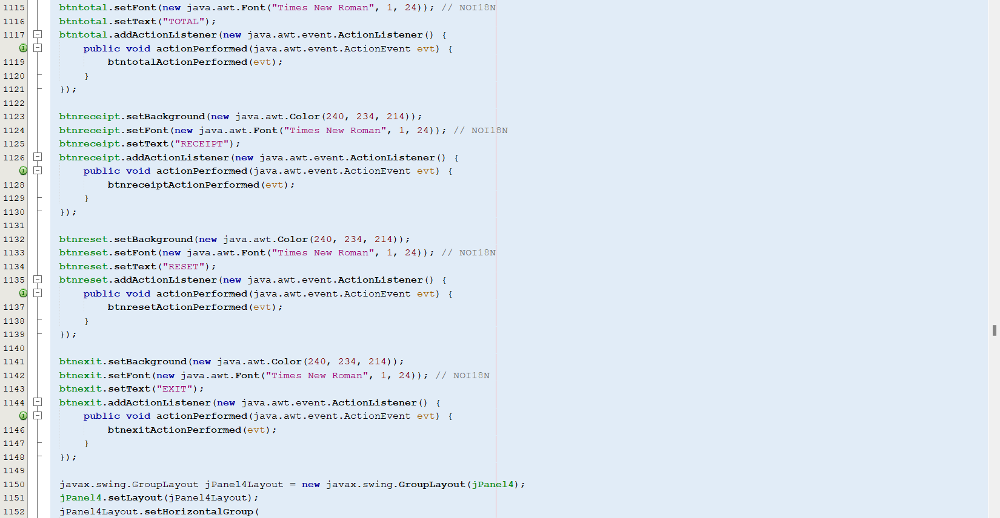 1115 btntotal.setFont(new java.awt.Font("Times New Roman", 1, 24)); // NOI18N
1116 btntotal.setText("TOTAL");
1117 btntotal.addActionListener(new java.awt.event.ActionListener() {
public void actionPerformed(java.awt.event.ActionEvent evt) {
1119 btntotalActionPerformed(evt);
1120 }
1121 });
1122
1123 btnreceipt.setBackground(new java.awt.Color(240, 234, 214));
1124 btnreceipt.setFont(new java.awt.Font("Times New Roman", 1, 24)); // NOI18N
1125 btnreceipt.setText("RECEIPT");
1126 btnreceipt.addActionListener(new java.awt.event.ActionListener() {
public void actionPerformed(java.awt.event.ActionEvent evt) {
1128 btnreceiptActionPerformed(evt);
1129 }
1130 });
1131
1132 btnreset.setBackground(new java.awt.Color(240, 234, 214));
1133 btnreset.setFont(new java.awt.Font("Times New Roman", 1, 24)); // NOI18N
1134 btnreset.setText("RESET");
1135 btnreset.addActionListener(new java.awt.event.ActionListener() {
public void actionPerformed(java.awt.event.ActionEvent evt) {
1137 btnresetActionPerformed(evt);
1138 }
1139 });
1140
1141 btnexit.setBackground(new java.awt.Color(240, 234, 214));
1142 btnexit.setFont(new java.awt.Font("Times New Roman", 1, 24)); // NOI18N
1143 btnexit.setText("EXIT");
1144 btnexit.addActionListener(new java.awt.event.ActionListener() {
public void actionPerformed(java.awt.event.ActionEvent evt) {
1146 btnexitActionPerformed(evt);
1147 }
1148 });
1149
1150 javax.swing.GroupLayout jPanel4Layout = new javax.swing.GroupLayout(jPanel4);
1151 jPanel4.setLayout(jPanel4Layout);
1152 jPanel4Layout.setHorizontalGroup(